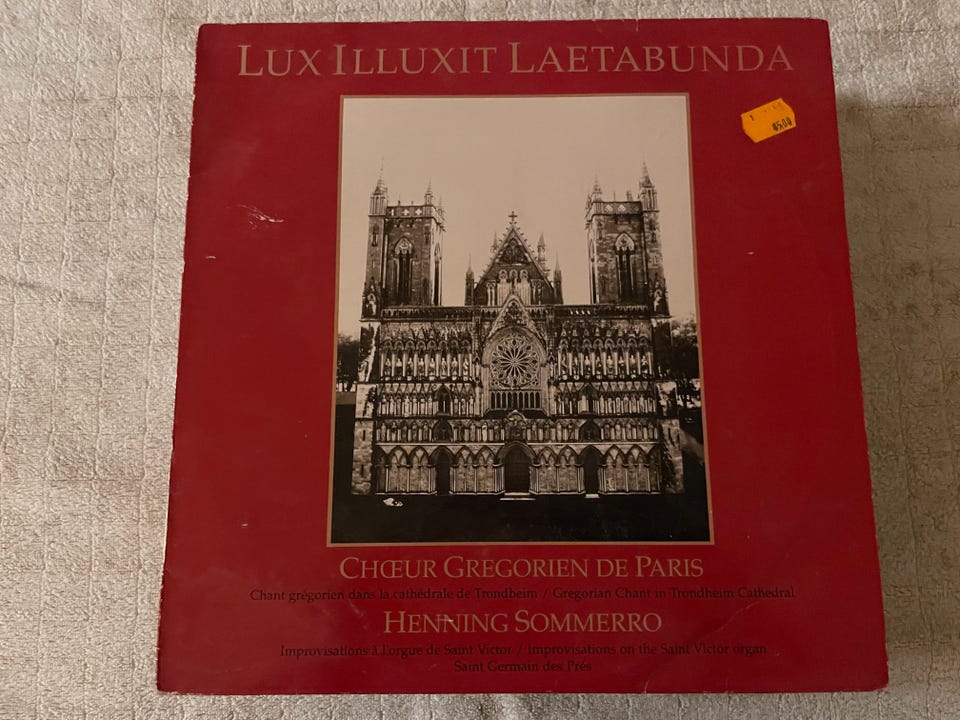 LUX ILLUXIT LAETABUNDA
CHŒUR GREGORIEN DE PARIS
Chant grégorien dans la cathédrale de Trondheim / Gregorian Chant in Trondheim Cathedral
HENNING SOMMERRO
Improvisations à l'orgue de Saint Victor / Improvisations on the Saint Victor organ
Saint Germain des Prés